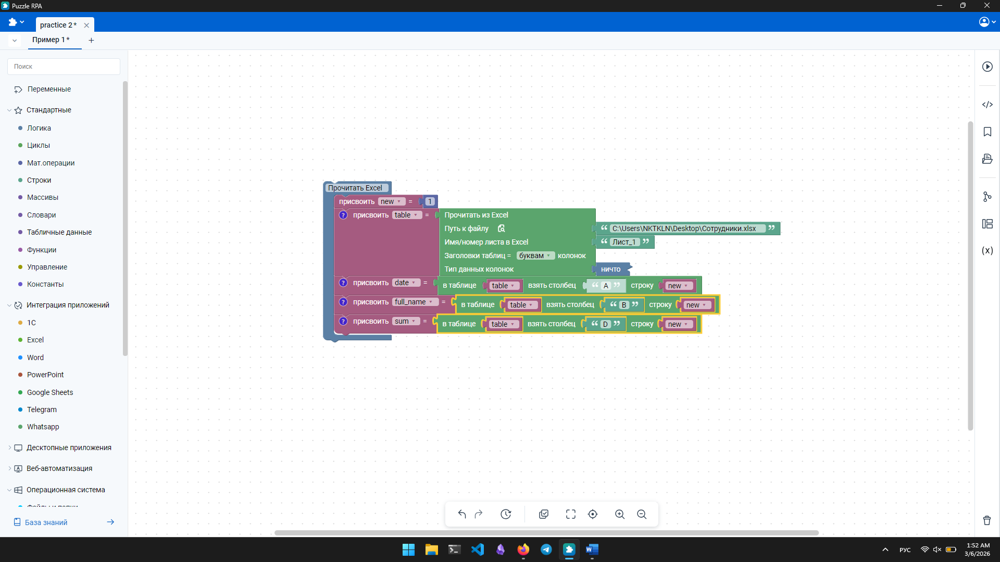 Puzzle RPA
practice 2*
Пример 1*
Поиск
Переменные
Стандартные
Логика
Циклы
Мат.операции
Строки
Массивы
Словари
Табличные данные
Функции
Управление
Константы
Интеграция приложений
1С
Excel
Word
PowerPoint
Google Sheets
Telegram
Whatsapp
Десктопные приложения
Веб-автоматизация
Операционная система
Файлы и папки
База знаний
Прочитать Excel
присвоить new = 1
? присвоить table = Прочитать из Excel
Путь к файлу “ C:\Users\NKTKLN\Desktop\Сотрудники.xlsx ”
Имя/номер листа в Excel “ Лист_1 ”
Заголовки таблиц = буквам колонок
Тип данных колонок ничто
? присвоить date = в таблице table взять столбец “ A ” строку new
? присвоить full_name = в таблице table взять столбец “ B ” строку new
? присвоить sum = в таблице table взять столбец “ D ” строку new
</> 
(x)
РУС
1:52 AM
3/6/2026